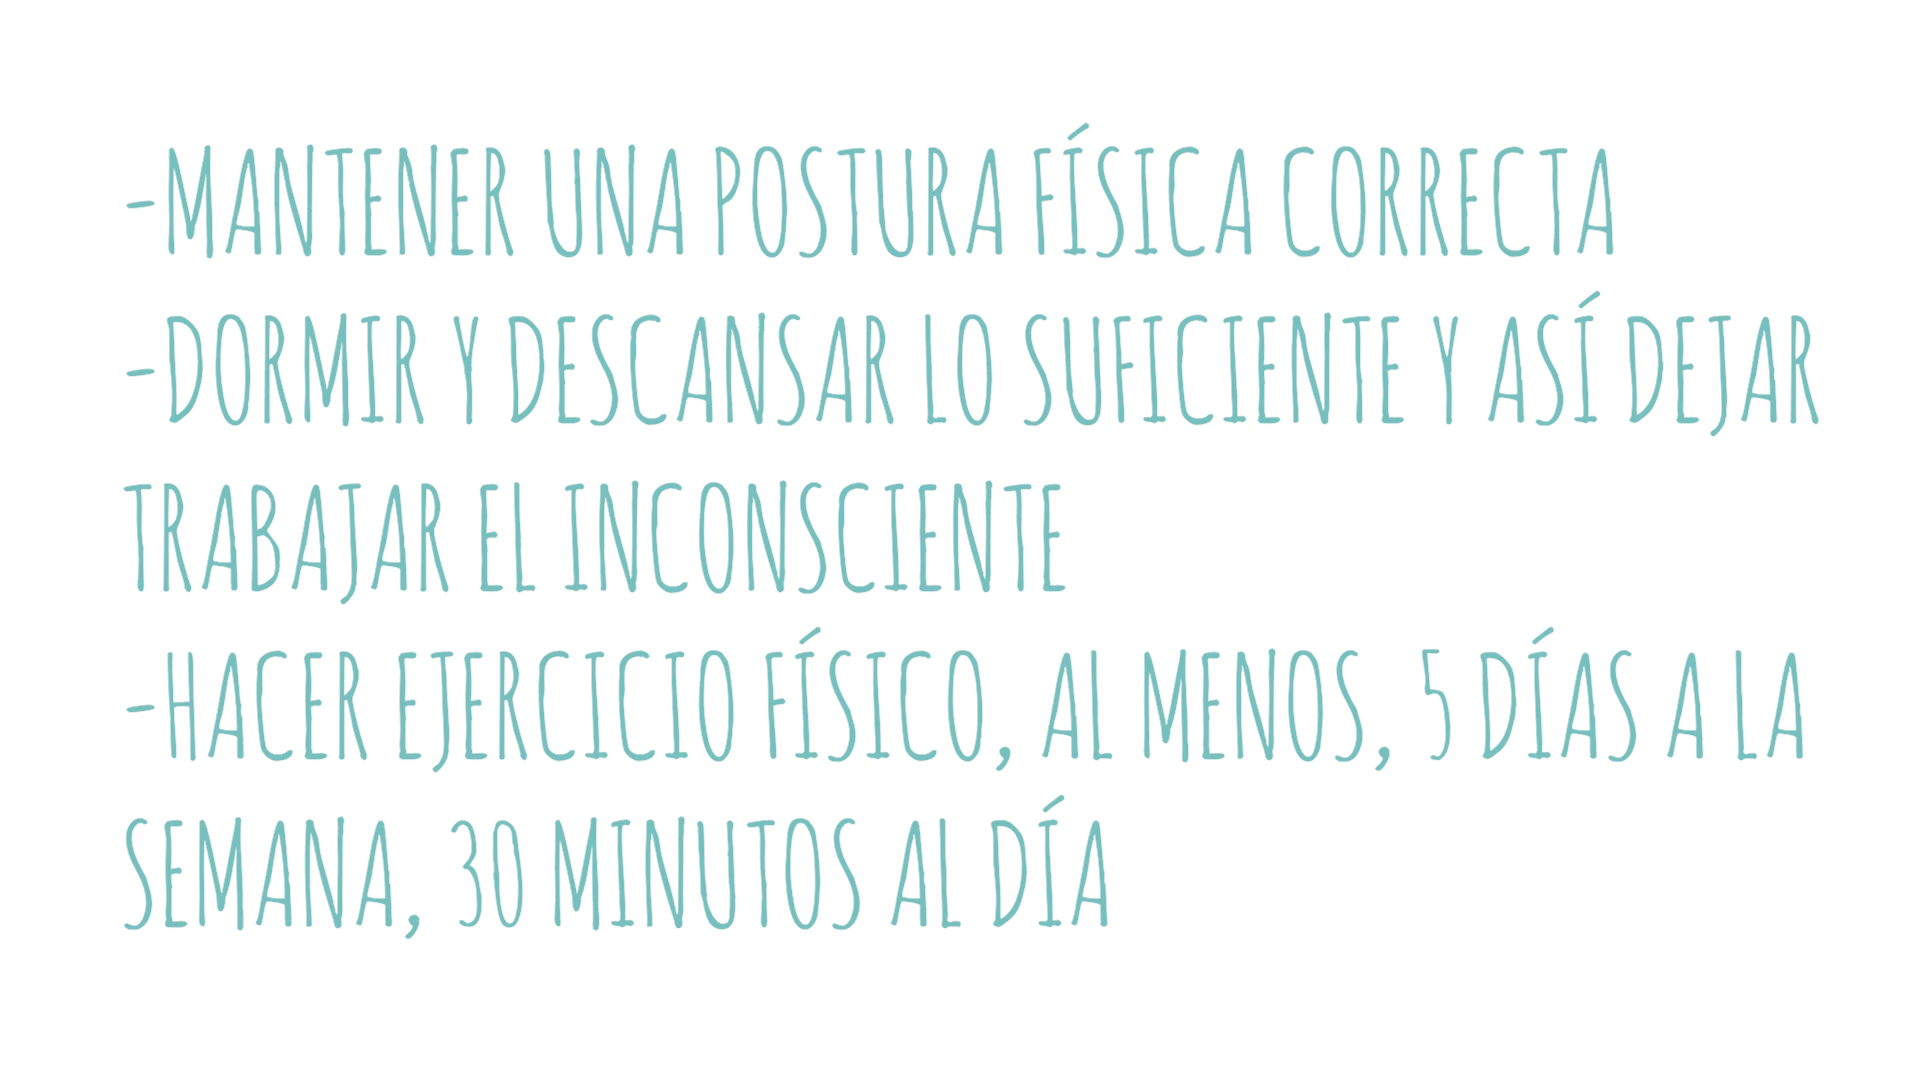 -MANTENER UNA POSTURA FÍSICA CORRECTA
-DORMIR Y DESCANSAR LO SUFICIENTE Y ASÍ DEJAR
TRABAJAR EL INCONSCIENTE
-HACER EJERCICIO FÍSICO, AL MENOS, 5 DÍAS A LA
SEMANA, 30 MINUTOS AL DÍA